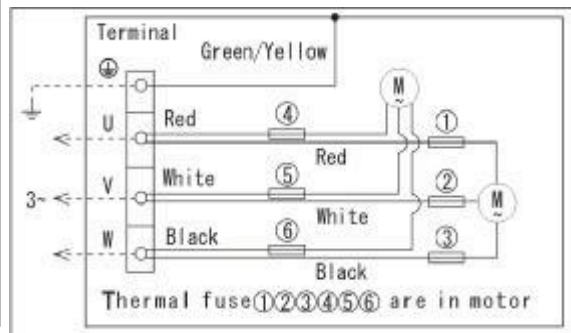 Terminal
Green/Yellow
M
~
U
Red
④
①
Red
3~
V
White
⑤
②
White
M
~
W
Black
⑥
③
Black
Thermal fuse①②③④⑤⑥ are in motor